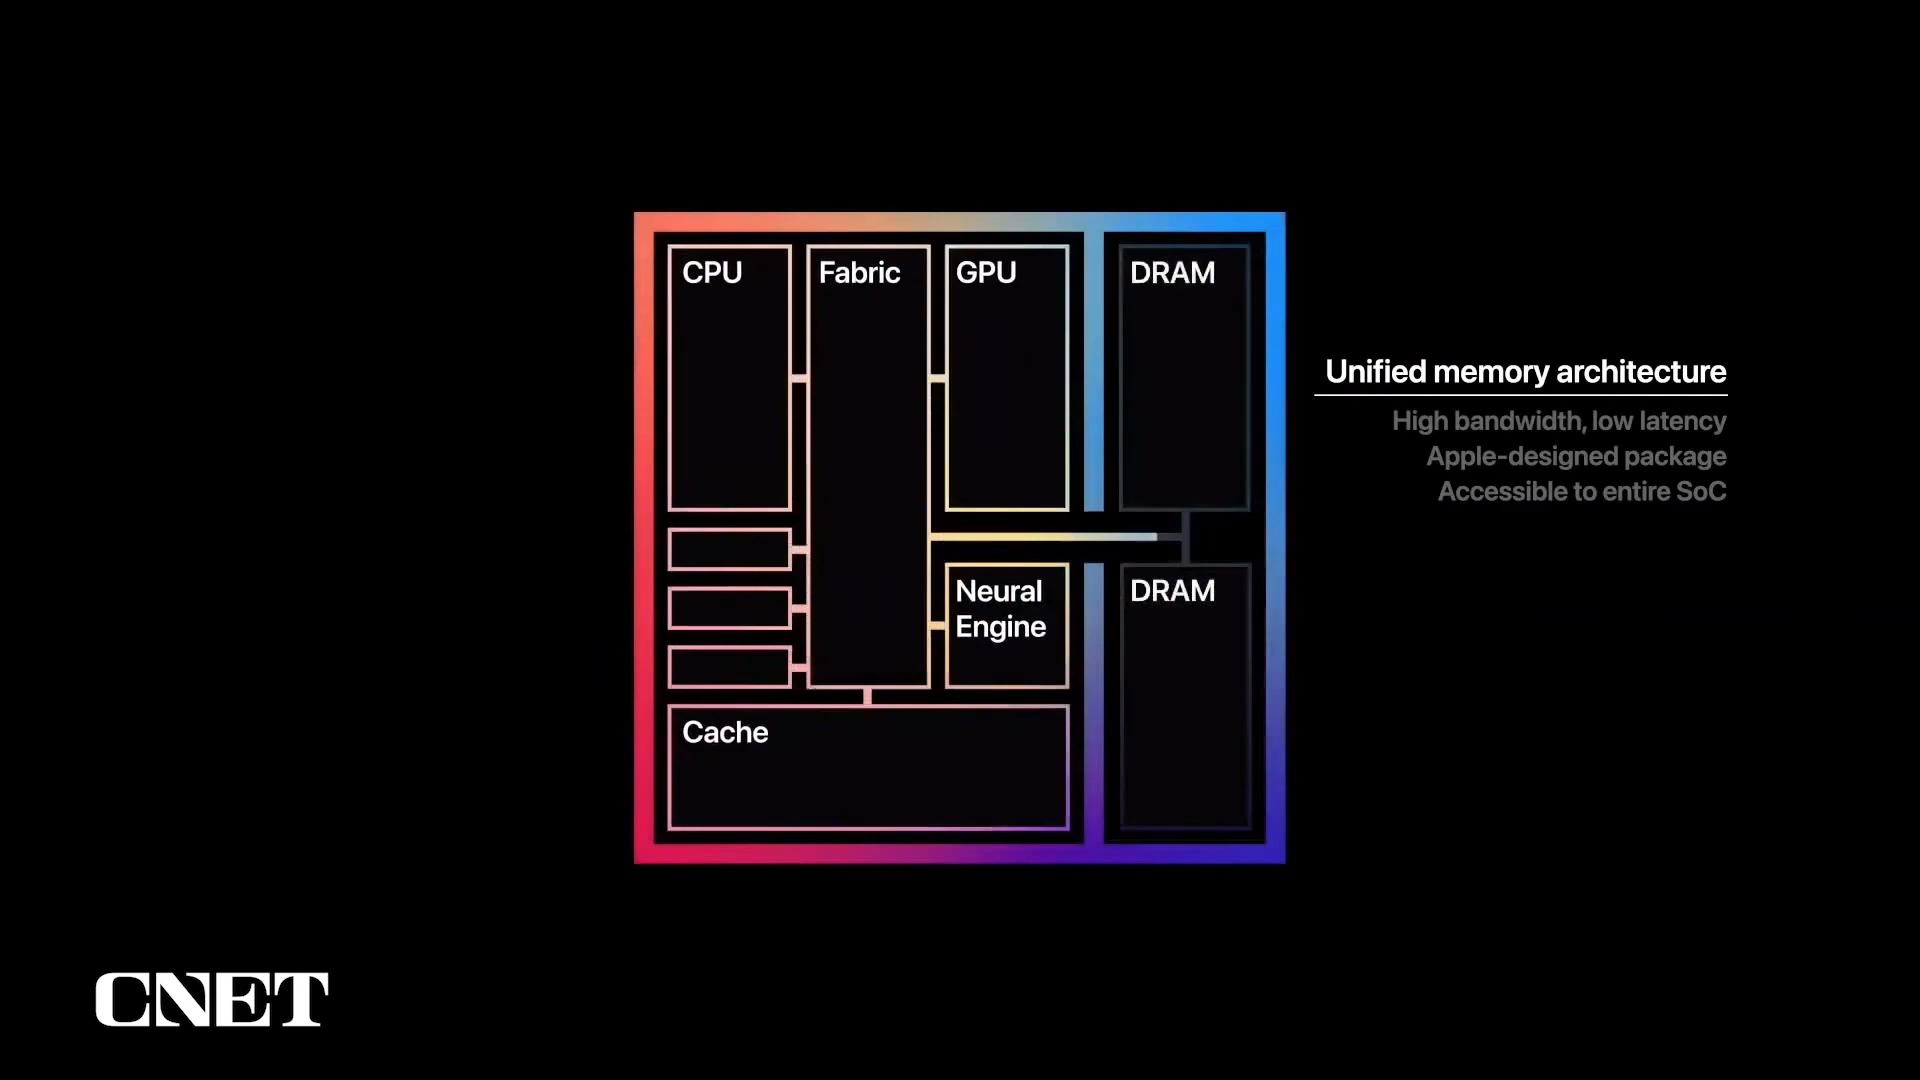 CPU
Fabric
GPU
DRAM
Unified memory architecture
High bandwidth, low latency
Apple-designed package
Accessible to entire SoC
Neural
Engine
DRAM
Cache
CNET